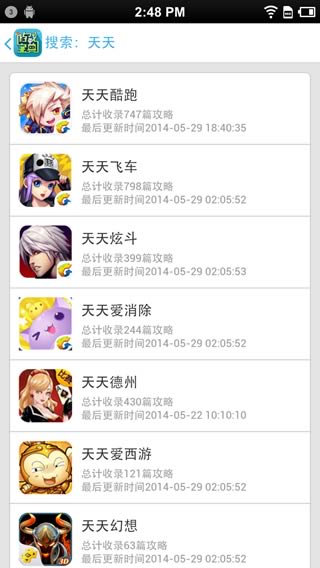 3
2:48 PM
搜索：天天
天天酷跑
总计收录747篇攻略
最后更新时间2014-05-29 18:40:35
天天飞车
总计收录798篇攻略
最后更新时间2014-05-29 02:05:52
天天炫斗
总计收录399篇攻略
最后更新时间2014-05-29 02:05:53
天天爱消除
总计收录244篇攻略
最后更新时间2014-05-29 02:05:52
天天德州
总计收录430篇攻略
最后更新时间2014-05-22 10:10:10
天天爱西游
总计收录121篇攻略
最后更新时间2014-05-29 02:05:52
天天幻想
总计收录63篇攻略
最后更新时间2014-05-29 02:05:52
3D